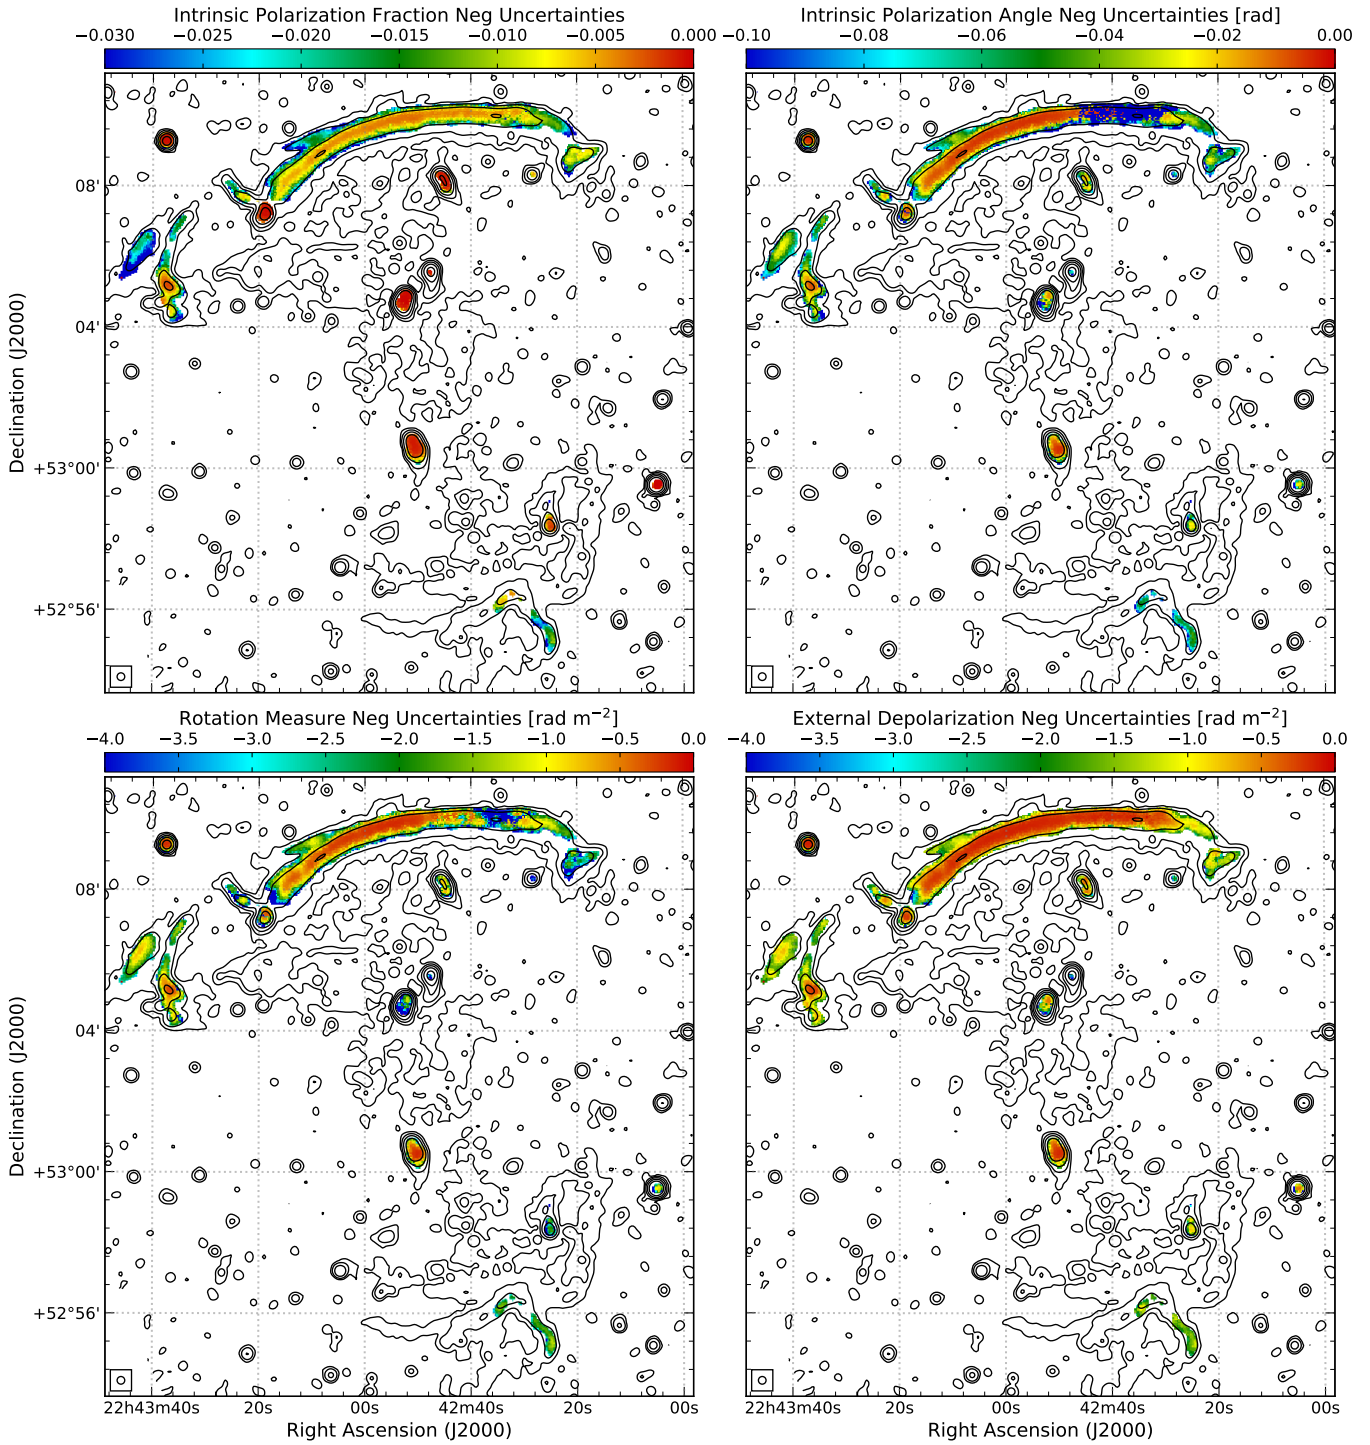 Intrinsic Polarization Fraction Neg Uncertainties
−0.030 −0.025 −0.020 −0.015 −0.010 −0.005 0.000
Intrinsic Polarization Angle Neg Uncertainties [rad]
−0.10 −0.08 −0.06 −0.04 −0.02 0.00
08'
04'
+53°00'
+52°56'
Declination (J2000)
Rotation Measure Neg Uncertainties [rad m−2]
−4.0 −3.5 −3.0 −2.5 −2.0 −1.5 −1.0 −0.5 0.0
External Depolarization Neg Uncertainties [rad m−2]
−4.0 −3.5 −3.0 −2.5 −2.0 −1.5 −1.0 −0.5 0.0
08'
04'
+53°00'
+52°56'
Declination (J2000)
22h43m40s 20s 00s 42m40s 20s 00s
Right Ascension (J2000)
22h43m40s 20s 00s 42m40s 20s 00s
Right Ascension (J2000)